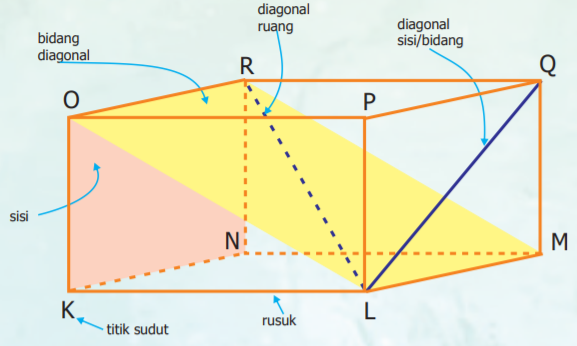 diagonal
ruang
diagonal
sisi/bidang
bidang
diagonal
R
Q
O
P
sisi
N
M
K
L
titik sudut
rusuk